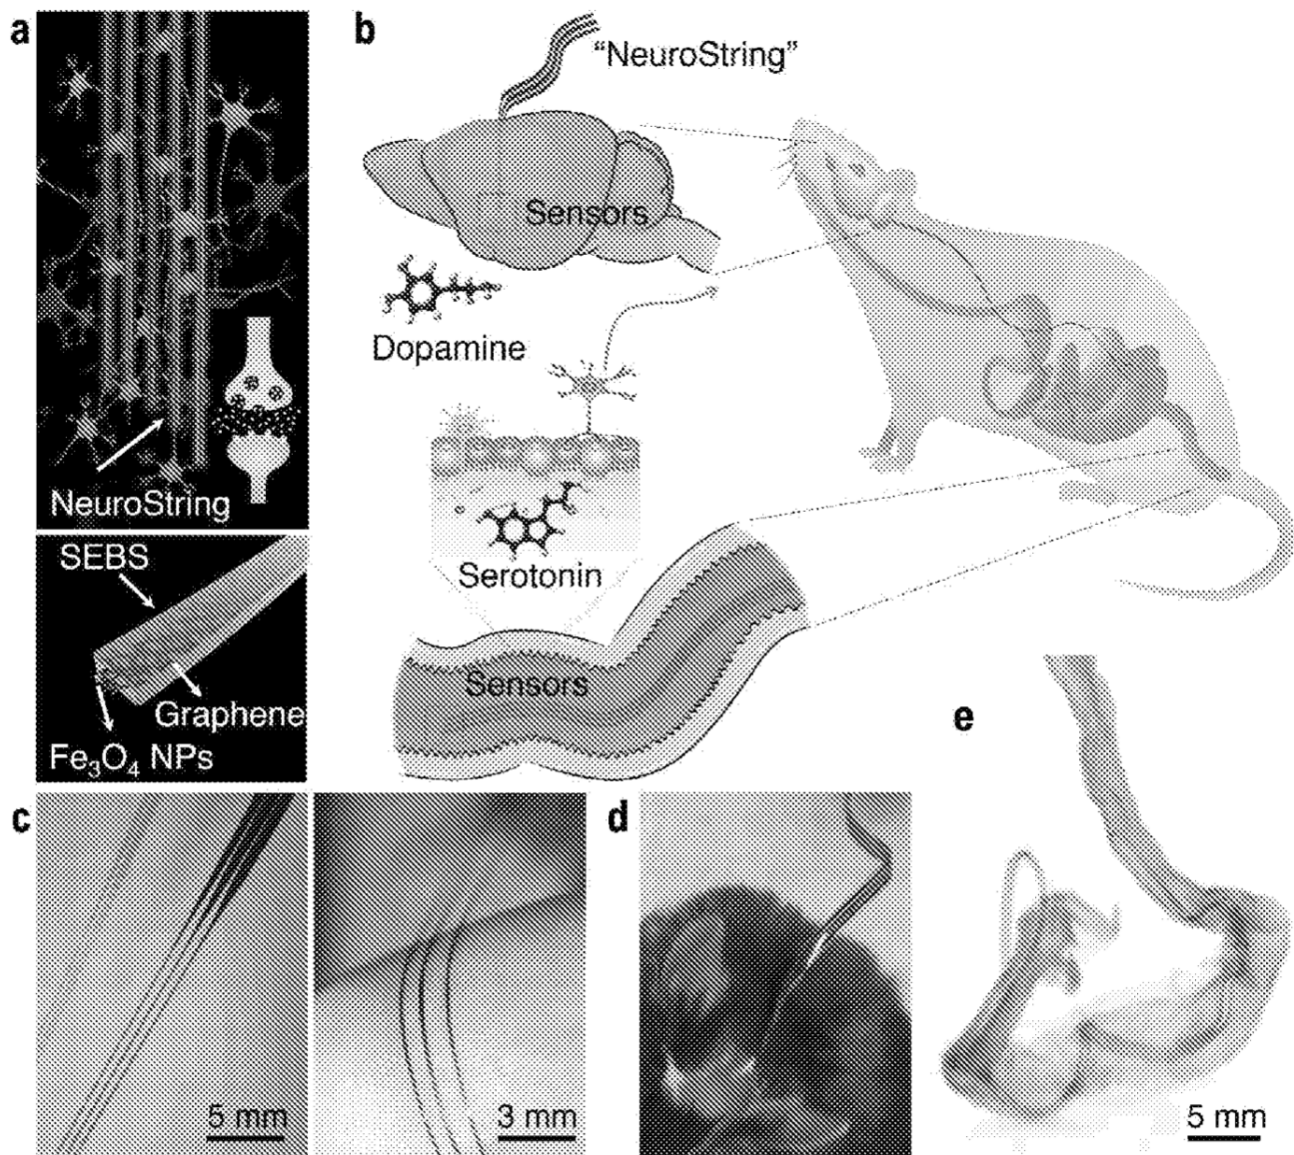 a
NeuroString
SEBS
Graphene
Fe₃O₄ NPs
b
“NeuroString”
Sensors
Dopamine
Serotonin
Sensors
c
5 mm
3 mm
d
e
5 mm